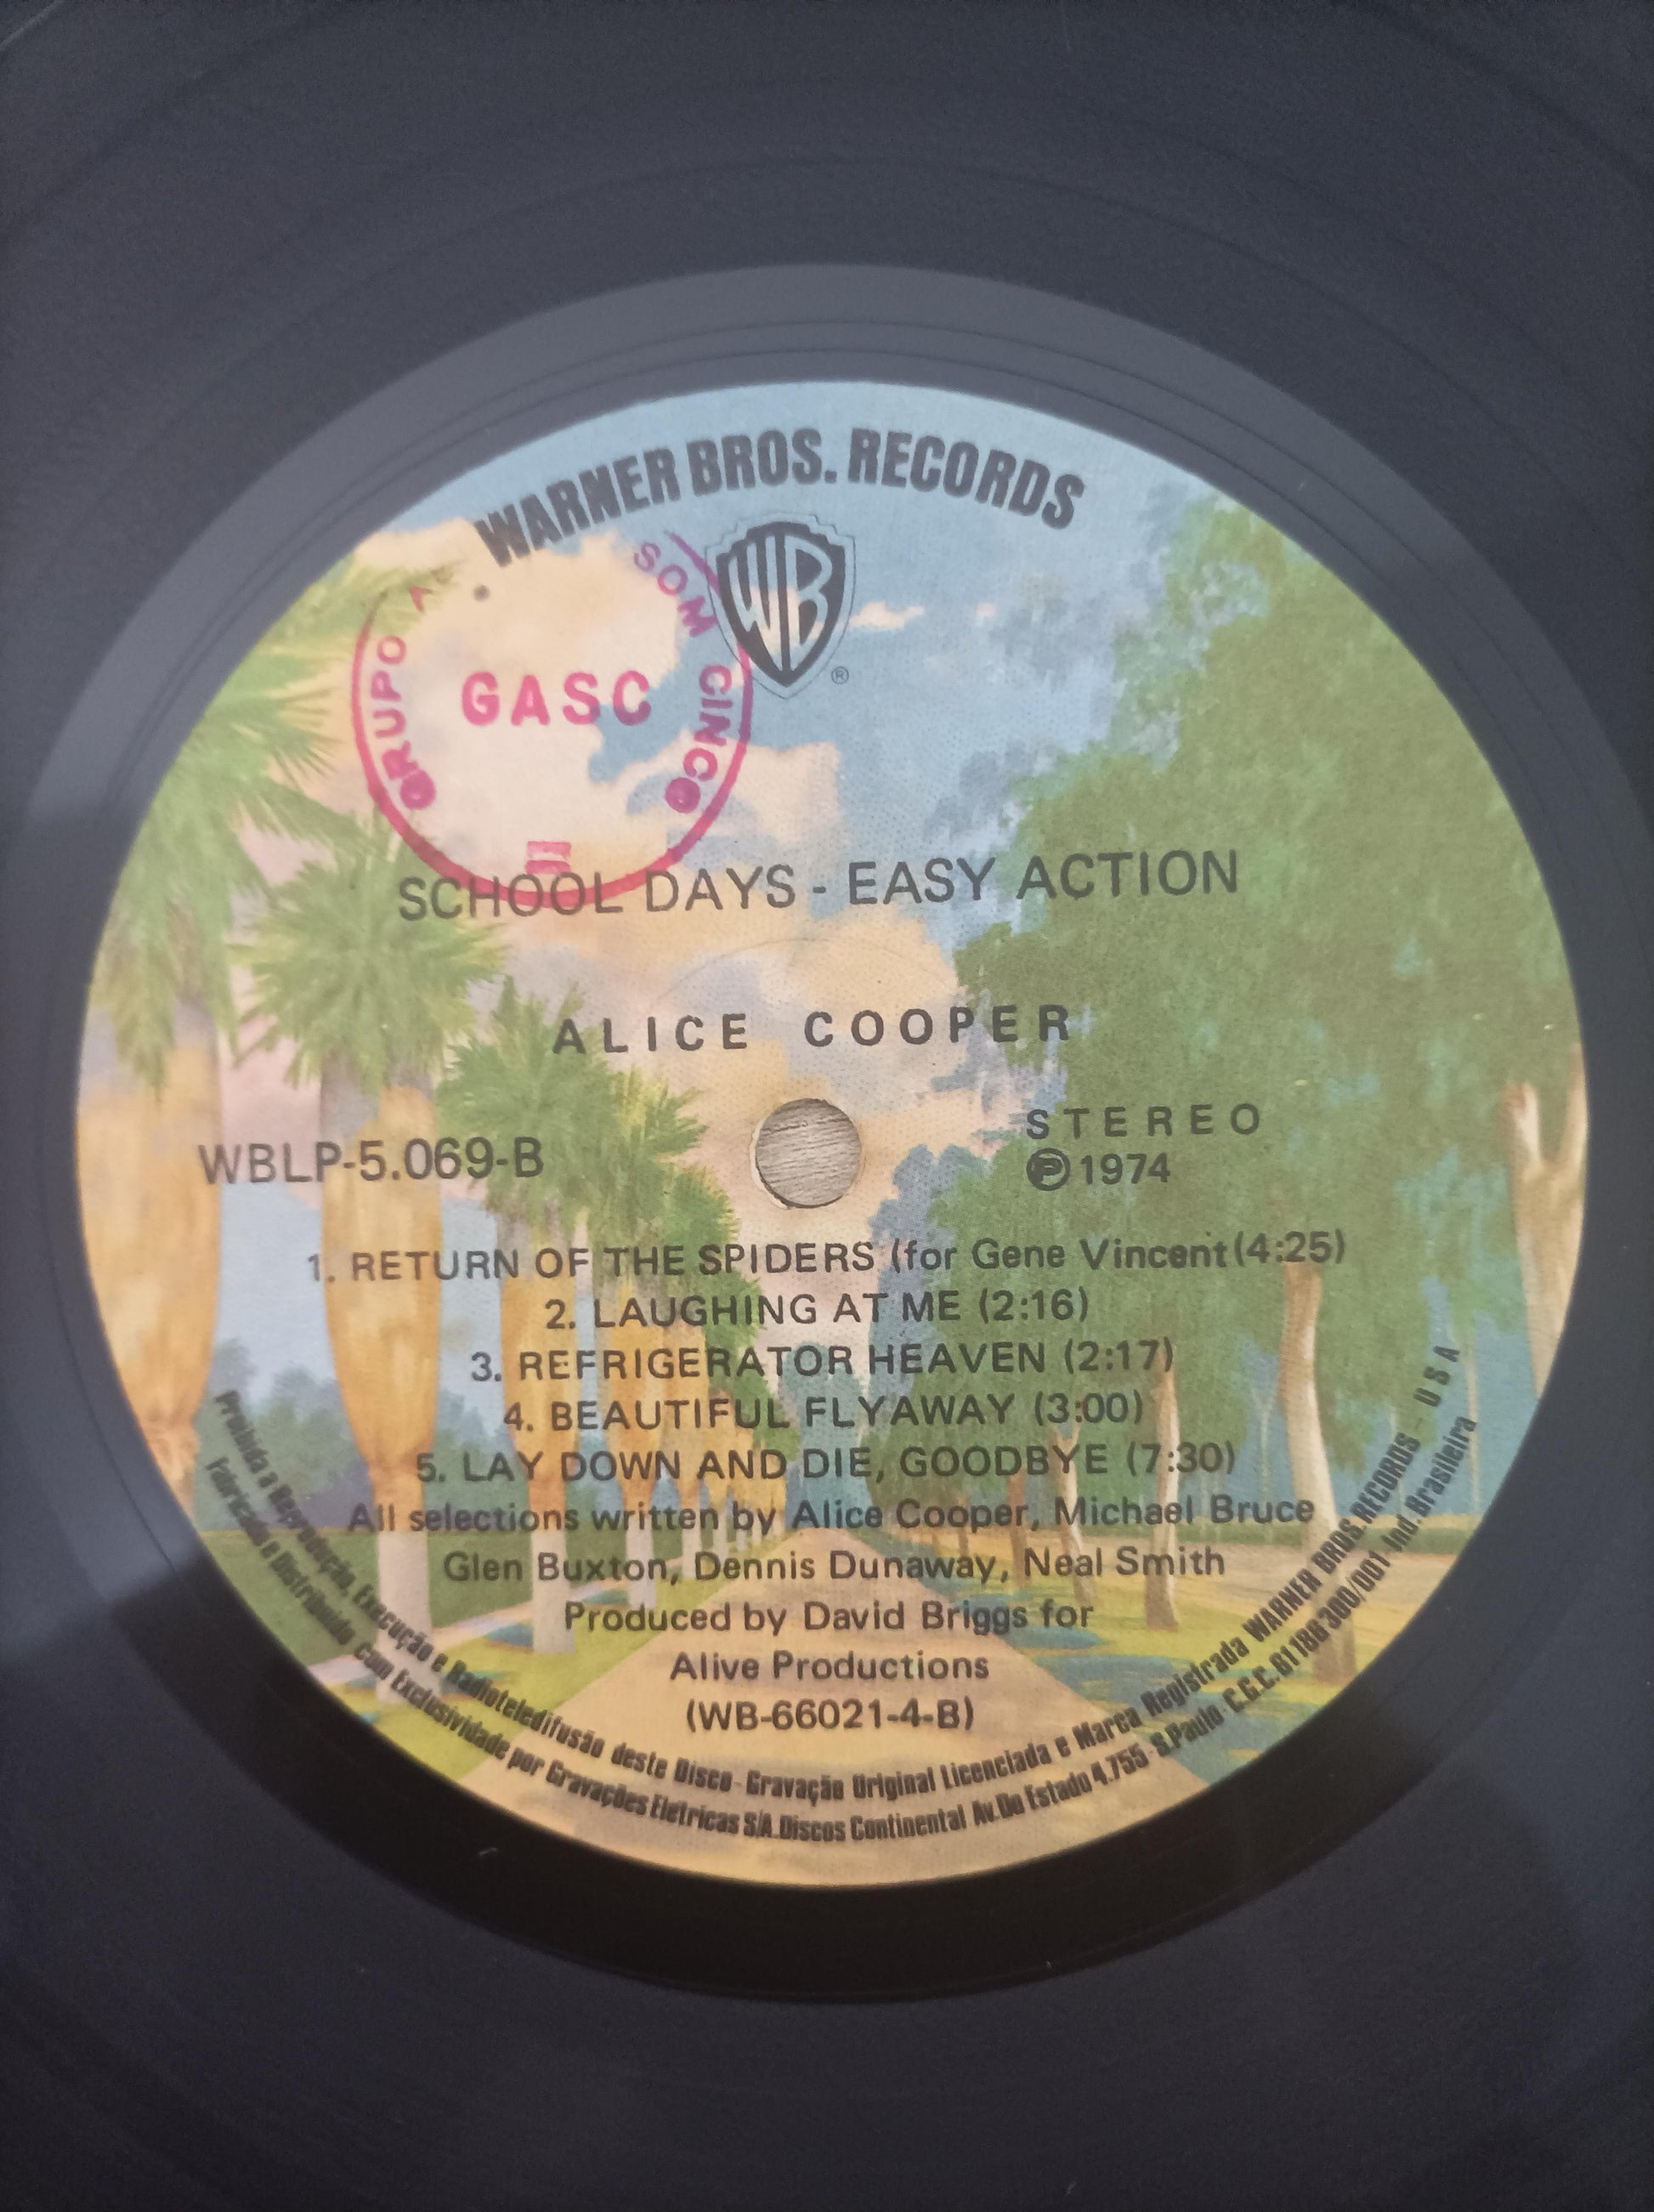 WARNER BROS. RECORDS
WB
®
GRUPO A SOM CINCO
GASC
SCHOOL DAYS - EASY ACTION
ALICE COOPER
WBLP-5.069-B
STEREO
℗ 1974
1. RETURN OF THE SPIDERS (for Gene Vincent (4:25)
2. LAUGHING AT ME (2:16)
3. REFRIGERATOR HEAVEN (2:17)
4. BEAUTIFUL FLYAWAY (3:00)
5. LAY DOWN AND DIE, GOODBYE (7:30)
All selections written by Alice Cooper, Michael Bruce
Glen Buxton, Dennis Dunaway, Neal Smith
Produced by David Briggs for
Alive Productions
(WB-66021-4-B)
Proibida a Reprodução, Execução e Radioteledifusão deste Disco - Gravação Original Licenciada e Marca Registrada WARNER BROS. RECORDS - USA
Fabricado e Distribuido com Exclusividade por Gravações Eletricas S/A. Discos Continental Av. Do Estado 4.755 - S.Paulo - C.G.C. 61 186 300/001 - Ind. Brasileira